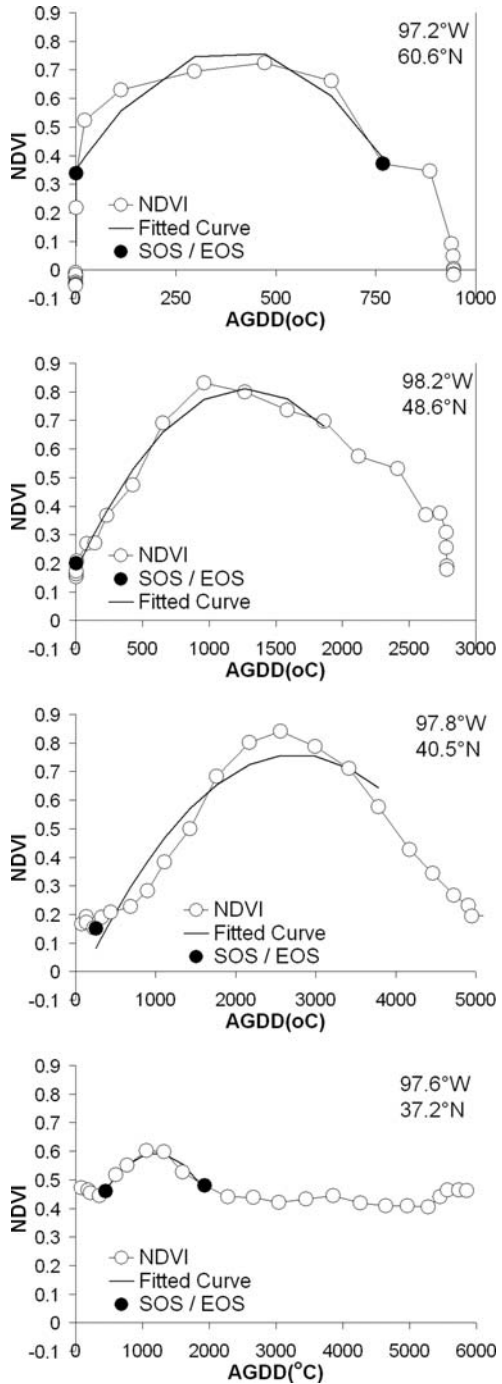 0.9
97.2°W
0.8
60.6°N
0.7
0.6
0.5
NDVI
0.4
0.3
NDVI
0.2
Fitted Curve
0.1
SOS / EOS
0
-0.1
0
250
500
750
1000
AGDD(oC)
0.9
98.2°W
0.8
48.6°N
0.7
0.6
0.5
NDVI
0.4
0.3
NDVI
0.2
SOS / EOS
0.1
Fitted Curve
0
-0.1
0
500
1000
1500
2000
2500
3000
AGDD(oC)
0.9
97.8°W
0.8
40.5°N
0.7
0.6
0.5
NDVI
0.4
0.3
NDVI
0.2
Fitted Curve
0.1
SOS / EOS
0
-0.1
0
1000
2000
3000
4000
5000
AGDD(oC)
0.9
97.6°W
0.8
37.2°N
0.7
0.6
0.5
NDVI
0.4
0.3
NDVI
0.2
Fitted Curve
0.1
SOS / EOS
0
-0.1
0
1000
2000
3000
4000
5000
6000
AGDD(°C)